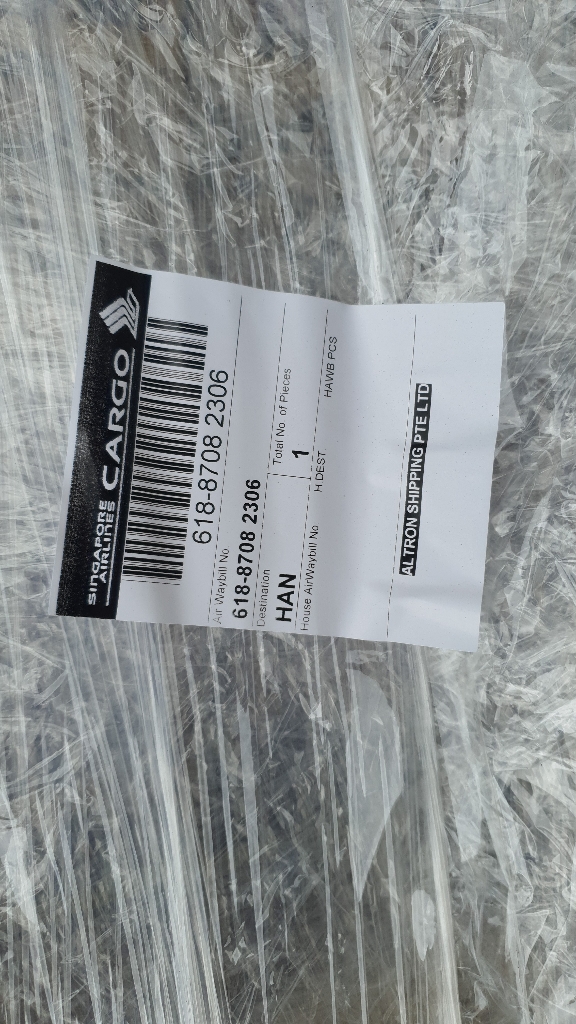 SINGAPORE
AIRLINES CARGO
618-8708 2306
Air Waybill No
618-8708 2306
Destination
Total No. of Pieces
HAN
1
House AirWaybill No
H DEST
HAWB PCS
ALTRON SHIPPING PTE LTD